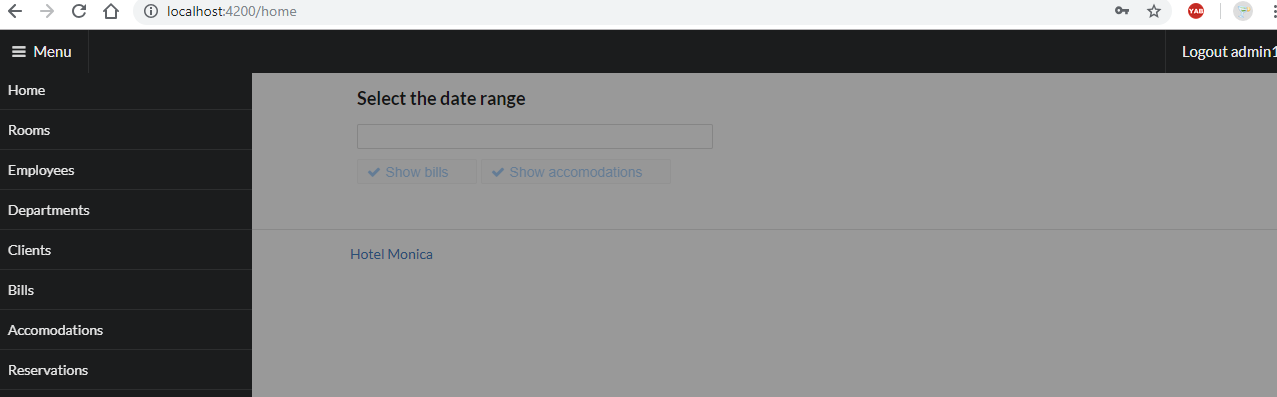 localhost:4200/home
YAB
Menu
Logout admin1
Home
Rooms
Employees
Departments
Clients
Bills
Accomodations
Reservations
Select the date range
Show bills Show accomodations
Hotel Monica